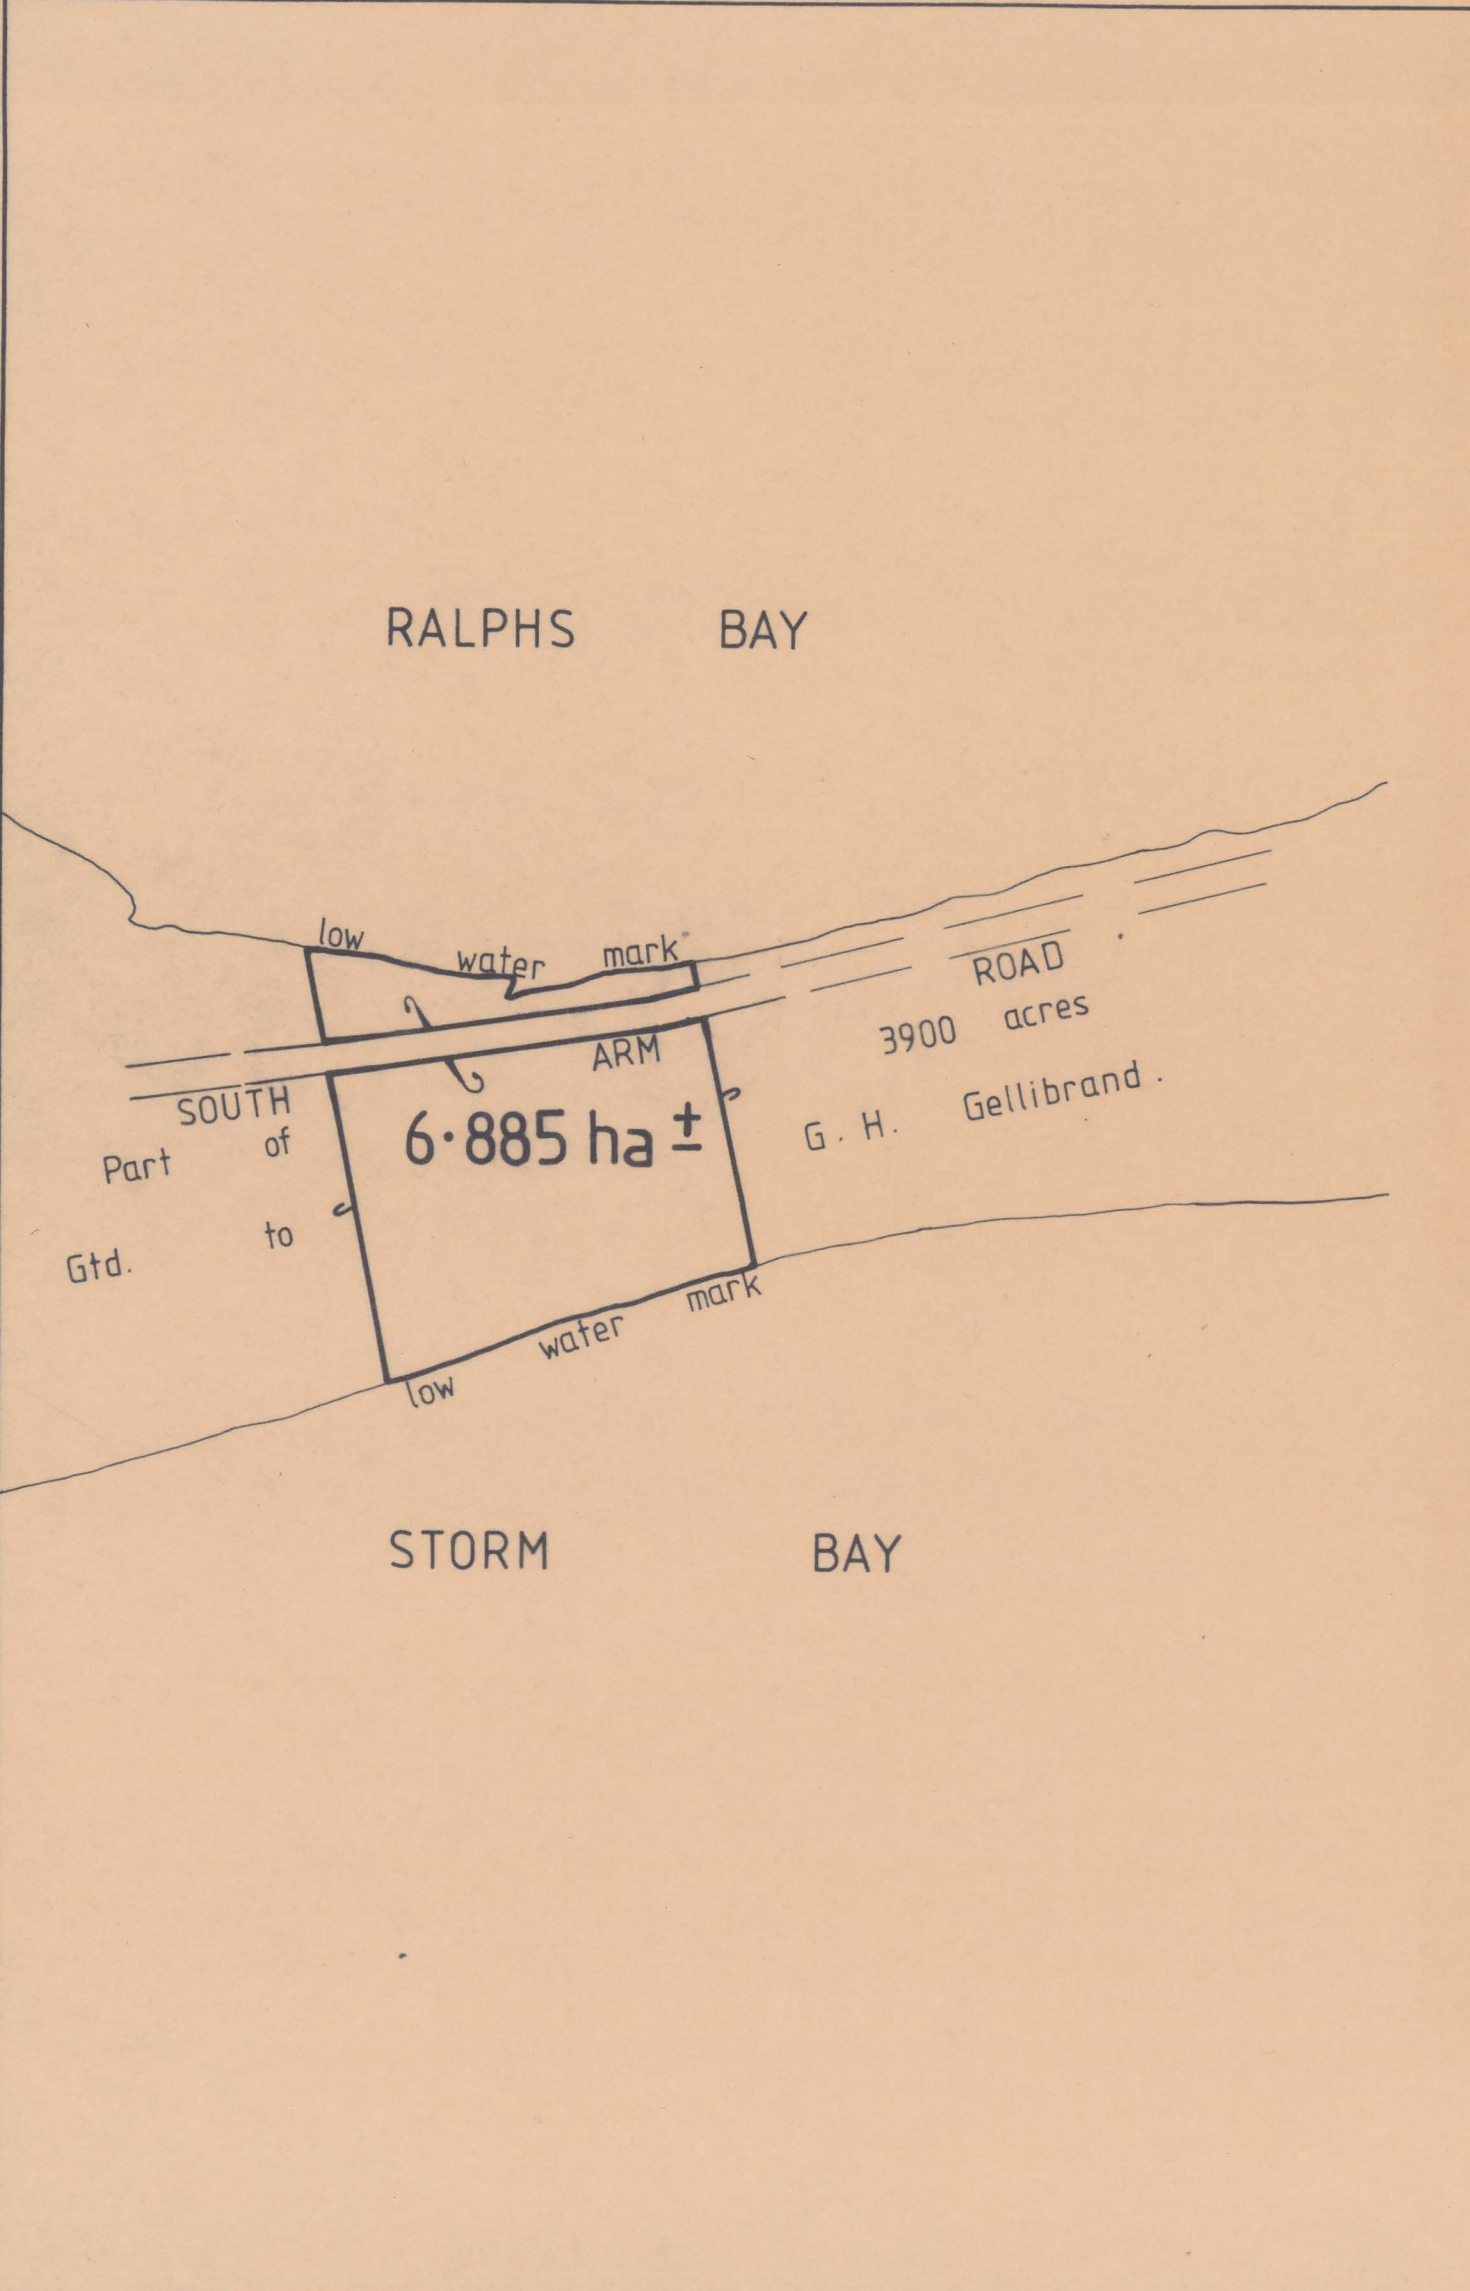 RALPHS BAY
low water mark
SOUTH ARM ROAD
Part of 3900 acres
Gtd. to G. H. Gellibrand.
6·885 ha ±
low water mark
STORM BAY